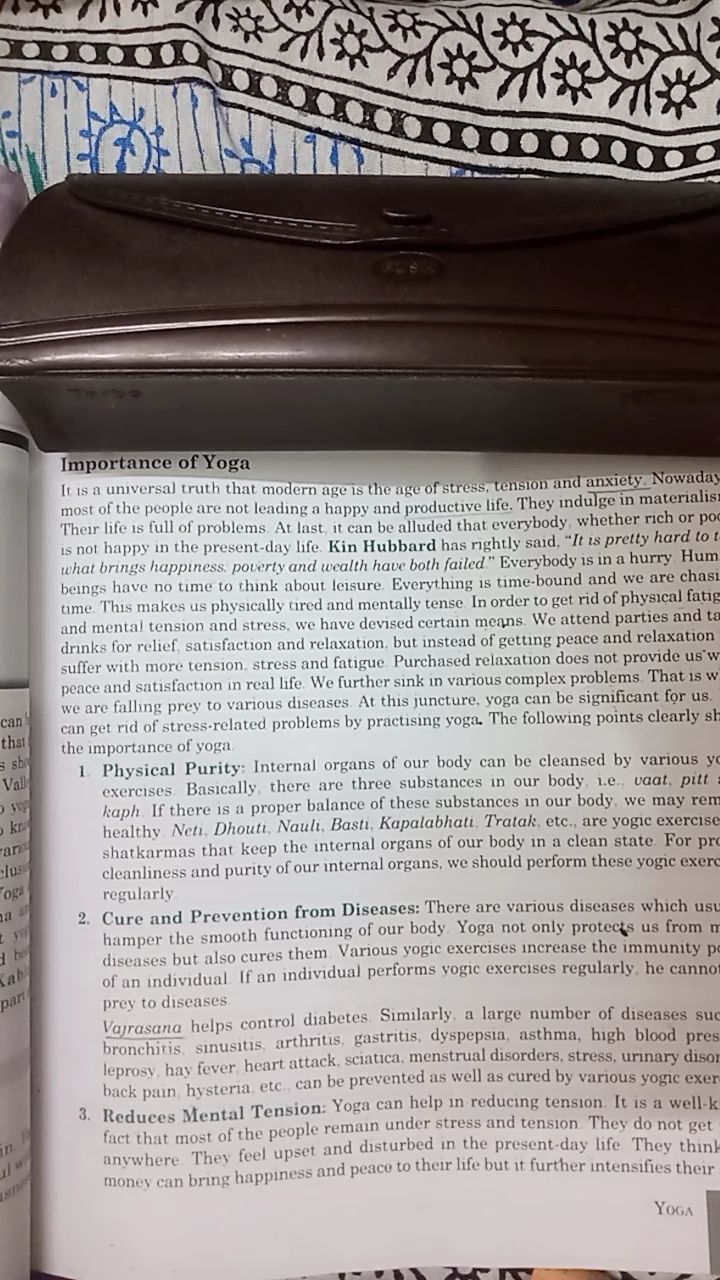 Importance of Yoga
It is a universal truth that modern age is the age of stress, tension and anxiety. Nowaday
most of the people are not leading a happy and productive life. They indulge in materialis
Their life is full of problems. At last, it can be alluded that everybody, whether rich or poo
is not happy in the present-day life. Kin Hubbard has rightly said, "It is pretty hard to t
what brings happiness: poverty and wealth have both failed." Everybody is in a hurry. Hum
beings have no time to think about leisure. Everything is time-bound and we are chasi
time. This makes us physically tired and mentally tense. In order to get rid of physical fatig
and mental tension and stress, we have devised certain means. We attend parties and ta
drinks for relief, satisfaction and relaxation, but instead of getting peace and relaxation
suffer with more tension, stress and fatigue. Purchased relaxation does not provide us w
peace and satisfaction in real life. We further sink in various complex problems. That is w
we are falling prey to various diseases. At this juncture, yoga can be significant for us.
can get rid of stress-related problems by practising yoga. The following points clearly sh
the importance of yoga.
1. Physical Purity: Internal organs of our body can be cleansed by various yo
exercises. Basically, there are three substances in our body, i.e., vaat, pitt
kaph. If there is a proper balance of these substances in our body, we may rem
healthy. Neti, Dhouti, Nauli, Basti, Kapalabhati, Tratak, etc., are yogic exercise
shatkarmas that keep the internal organs of our body in a clean state. For pro
cleanliness and purity of our internal organs, we should perform these yogic exerc
regularly.
2. Cure and Prevention from Diseases: There are various diseases which usu
hamper the smooth functioning of our body. Yoga not only protects us from m
diseases but also cures them. Various yogic exercises increase the immunity po
of an individual. If an individual performs yogic exercises regularly, he cannot
prey to diseases.
Vajrasana helps control diabetes. Similarly, a large number of diseases suc
bronchitis, sinusitis, arthritis, gastritis, dyspepsia, asthma, high blood pres
leprosy, hay fever, heart attack, sciatica, menstrual disorders, stress, urinary disor
back pain, hysteria, etc., can be prevented as well as cured by various yogic exer
3. Reduces Mental Tension: Yoga can help in reducing tension. It is a well-k
fact that most of the people remain under stress and tension. They do not get
anywhere. They feel upset and disturbed in the present-day life. They think
money can bring happiness and peace to their life but it further intensifies their
YOGA
can
that